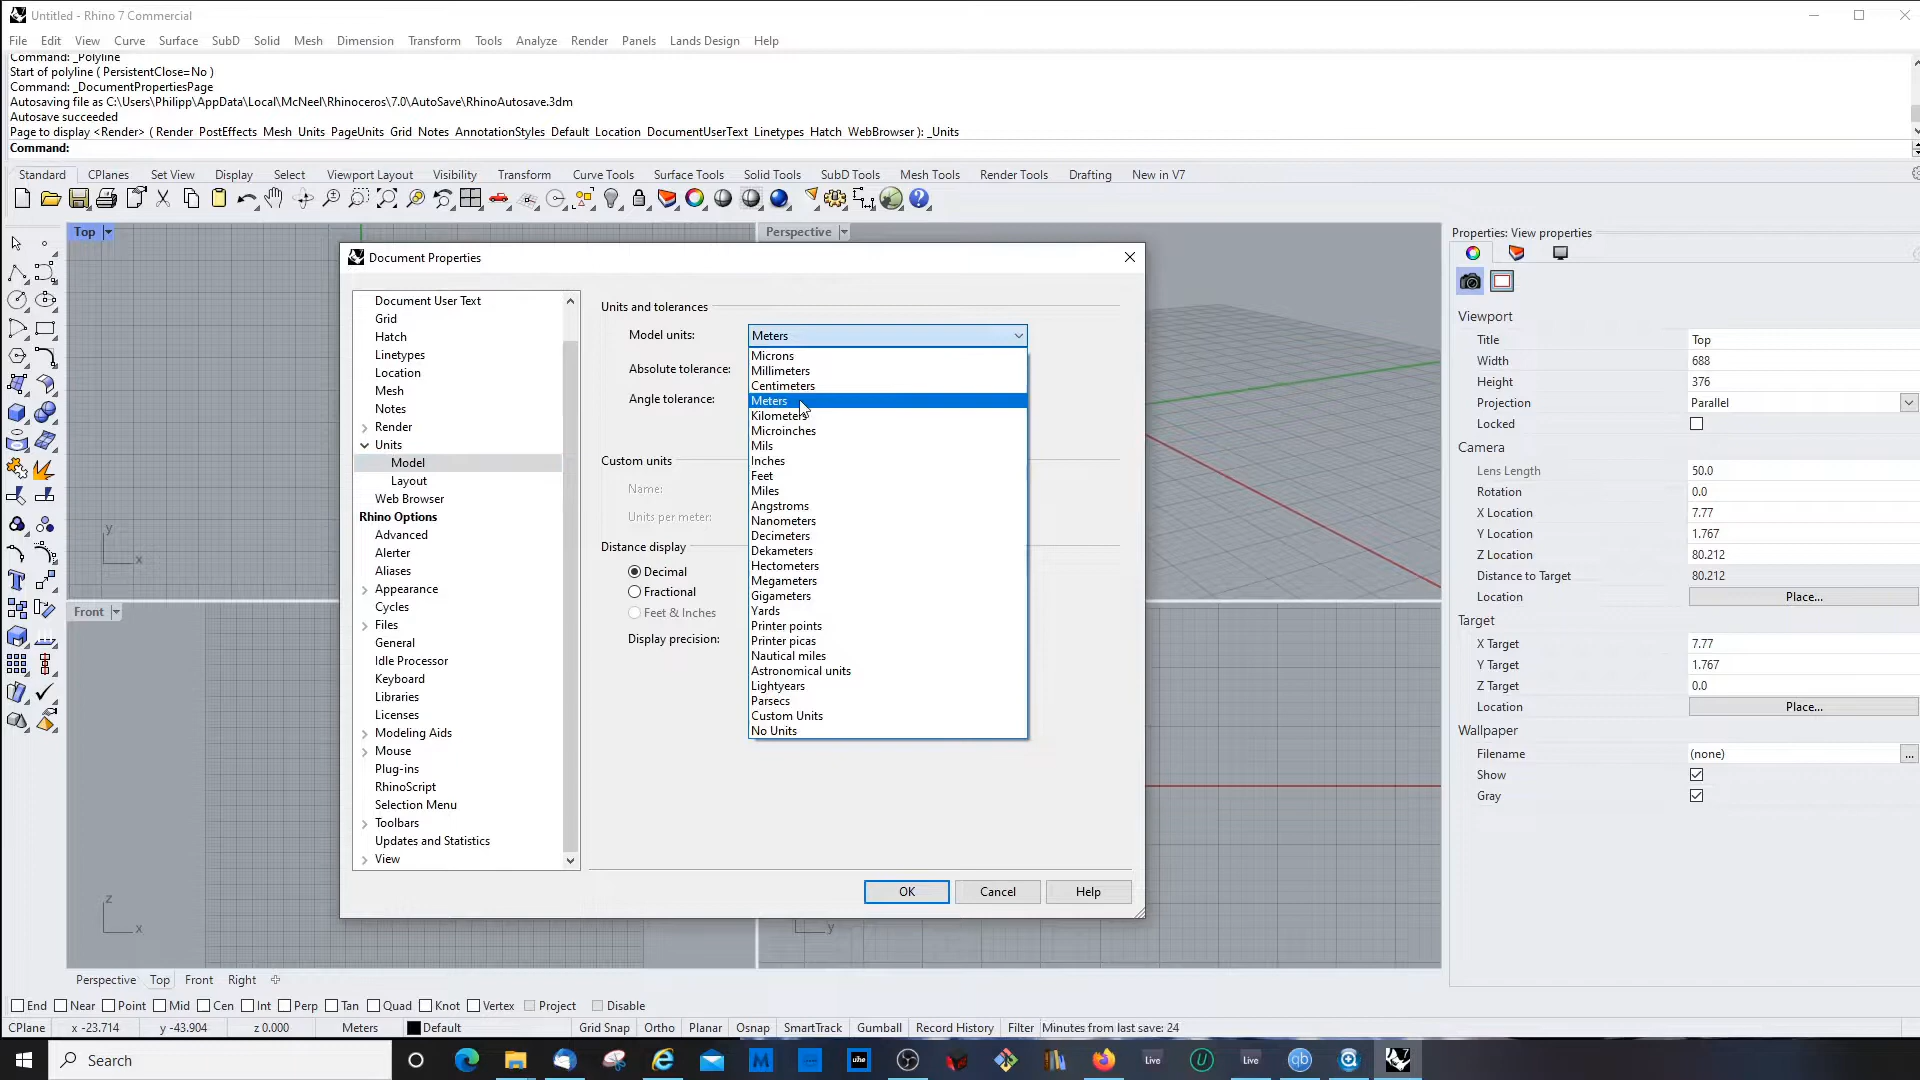 Untitled - Rhino 7 Commercial
File Edit View Curve Surface SubD Solid Mesh Dimension Transform Tools Analyze Render Panels Lands Design Help
Command: _Polyline
Start of polyline ( PersistentClose=No )
Command: _DocumentPropertiesPage
Autosaving file as C:\Users\Philipp\AppData\Local\McNeel\Rhinoceros\7.0\AutoSave\RhinoAutosave.3dm
Autosave succeeded
Page to display <Render> ( Render PostEffects Mesh Units PageUnits Grid Notes AnnotationStyles Default Location DocumentUserText Linetypes Hatch WebBrowser ): _Units
Command:
Standard CPlanes Set View Display Select Viewport Layout Visibility Transform Curve Tools Surface Tools Solid Tools SubD Tools Mesh Tools Render Tools Drafting New in V7
Top
Perspective
Front
y
x
z
x
y
Document Properties
Document User Text
Grid
Hatch
Linetypes
Location
Mesh
Notes
Render
Units
Model
Layout
Web Browser
Rhino Options
Advanced
Alerter
Aliases
Appearance
Cycles
Files
General
Idle Processor
Keyboard
Libraries
Licenses
Modeling Aids
Mouse
Plug-ins
RhinoScript
Selection Menu
Toolbars
Updates and Statistics
View
Units and tolerances
Model units: Meters
Absolute tolerance:
Angle tolerance:
Custom units
Name:
Units per meter:
Distance display
Decimal
Fractional
Feet & Inches
Display precision:
Microns
Millimeters
Centimeters
Meters
Kilometers
Microinches
Mils
Inches
Feet
Miles
Angstroms
Nanometers
Decimeters
Dekameters
Hectometers
Megameters
Gigameters
Yards
Printer points
Printer picas
Nautical miles
Astronomical units
Lightyears
Parsecs
Custom Units
No Units
OK Cancel Help
Properties: View properties
Viewport
Title Top
Width 688
Height 376
Projection Parallel
Locked
Camera
Lens Length 50.0
Rotation 0.0
X Location 7.77
Y Location 1.767
Z Location 80.212
Distance to Target 80.212
Location Place...
Target
X Target 7.77
Y Target 1.767
Z Target 0.0
Location Place...
Wallpaper
Filename (none) ...
Show
Gray
Perspective Top Front Right
End Near Point Mid Cen Int Perp Tan Quad Knot Vertex Project Disable
CPlane x -23.714 y -43.904 z 0.000 Meters Default Grid Snap Ortho Planar Osnap SmartTrack Gumball Record History Filter Minutes from last save: 24
Search uhe Live Live qb